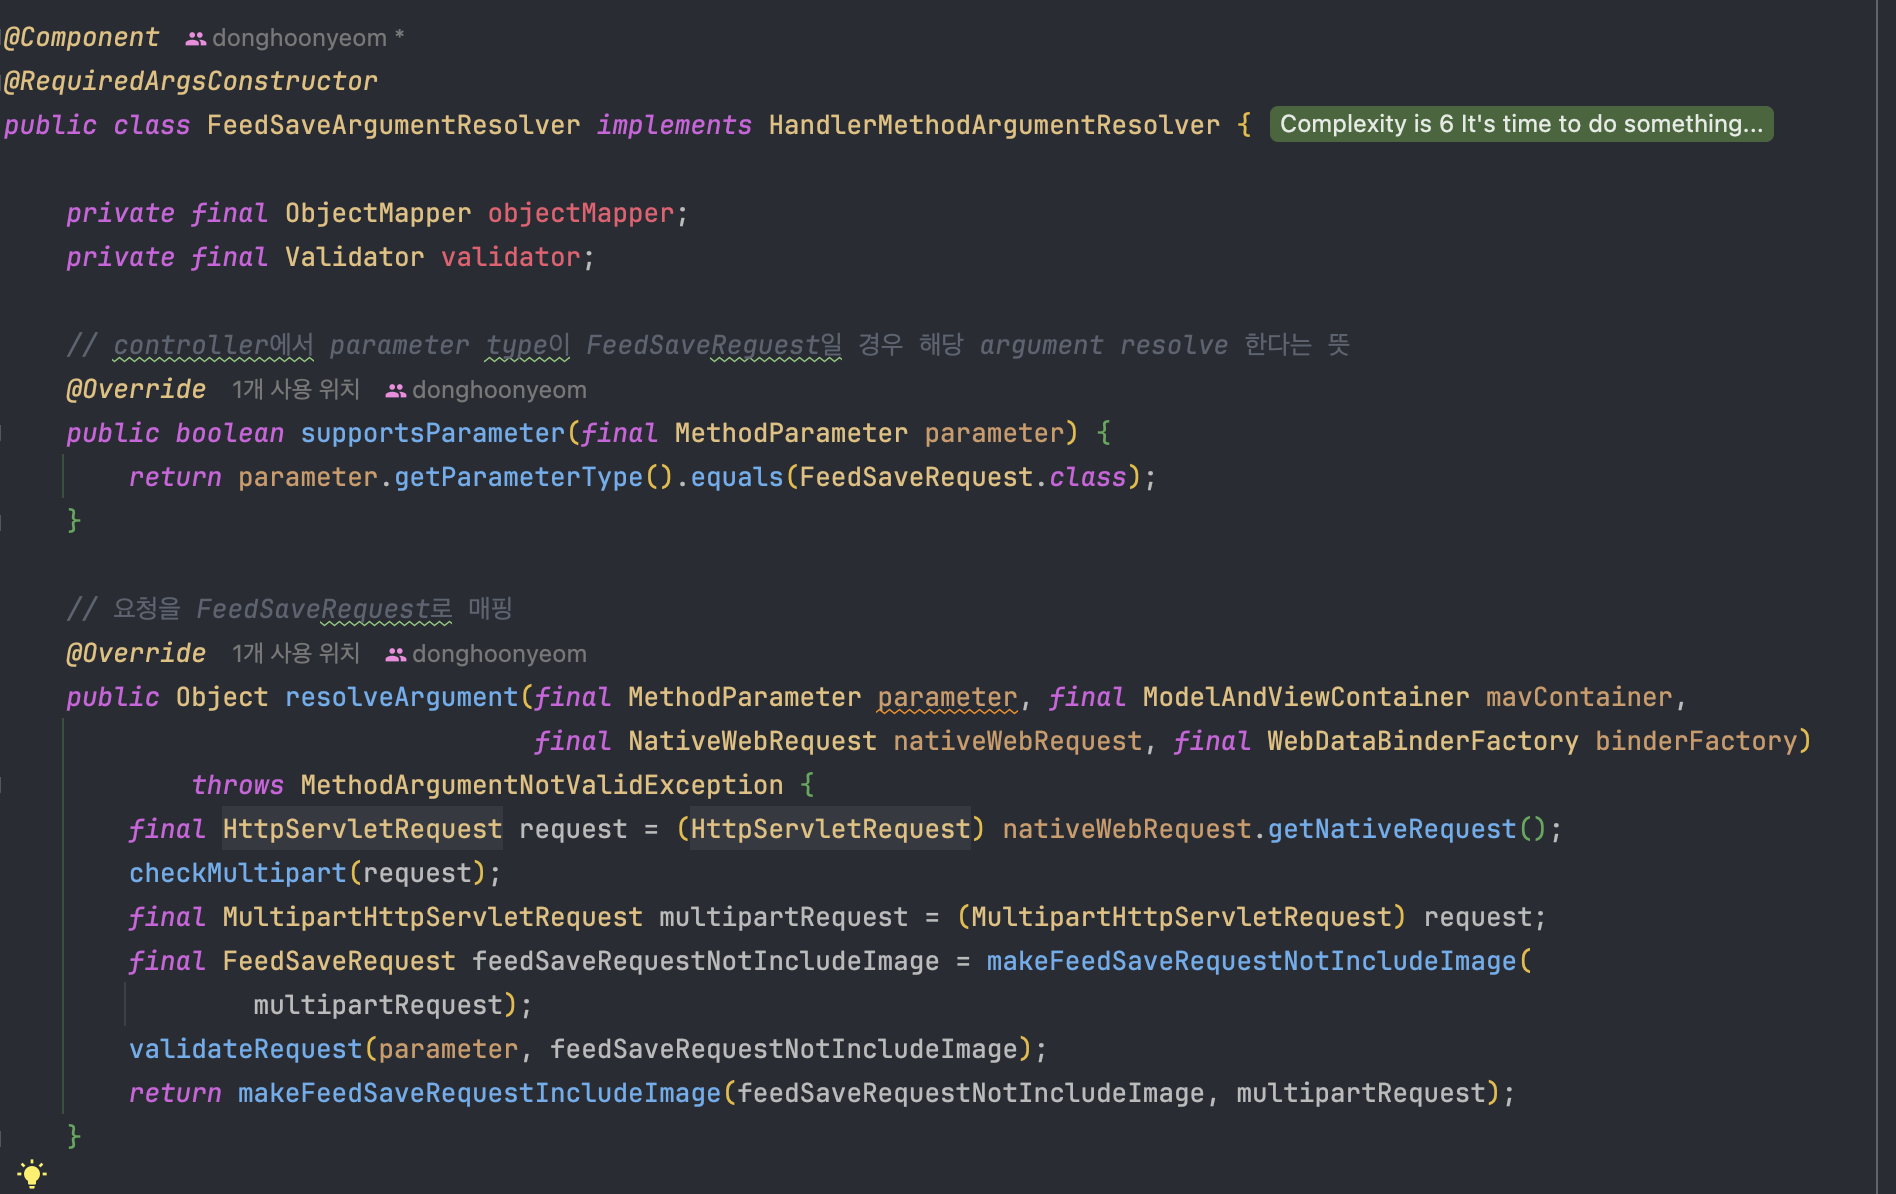 @Component donghoonyeom *
@RequiredArgsConstructor
public class FeedSaveArgumentResolver implements HandlerMethodArgumentResolver { Complexity is 6 It's time to do something...
private final ObjectMapper objectMapper;
private final Validator validator;
// controller에서 parameter type이 FeedSaveReguest일 경우 해당 argument resolve 한다는 뜻
@Override 1개 사용 위치 donghoonyeom
public boolean supportsParameter(final MethodParameter parameter) {
return parameter.getParameterType().equals(FeedSaveRequest.class);
}
// 요청을 FeedSaveReguest로 매핑
@Override 1개 사용 위치 donghoonyeom
public Object resolveArgument(final MethodParameter parameter, final ModelAndViewContainer mavContainer,
final NativeWebRequest nativeWebRequest, final WebDataBinderFactory binderFactory)
throws MethodArgumentNotValidException {
final HttpServletRequest request = (HttpServletRequest) nativeWebRequest.getNativeRequest();
checkMultipart(request);
final MultipartHttpServletRequest multipartRequest = (MultipartHttpServletRequest) request;
final FeedSaveRequest feedSaveRequestNotIncludeImage = makeFeedSaveRequestNotIncludeImage(
multipartRequest);
validateRequest(parameter, feedSaveRequestNotIncludeImage);
return makeFeedSaveRequestIncludeImage(feedSaveRequestNotIncludeImage, multipartRequest);
}